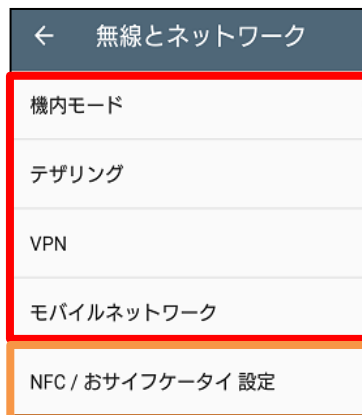 ← 無線とネットワーク
機内モード
テザリング
VPN
モバイルネットワーク
NFC / おサイフケータイ 設定